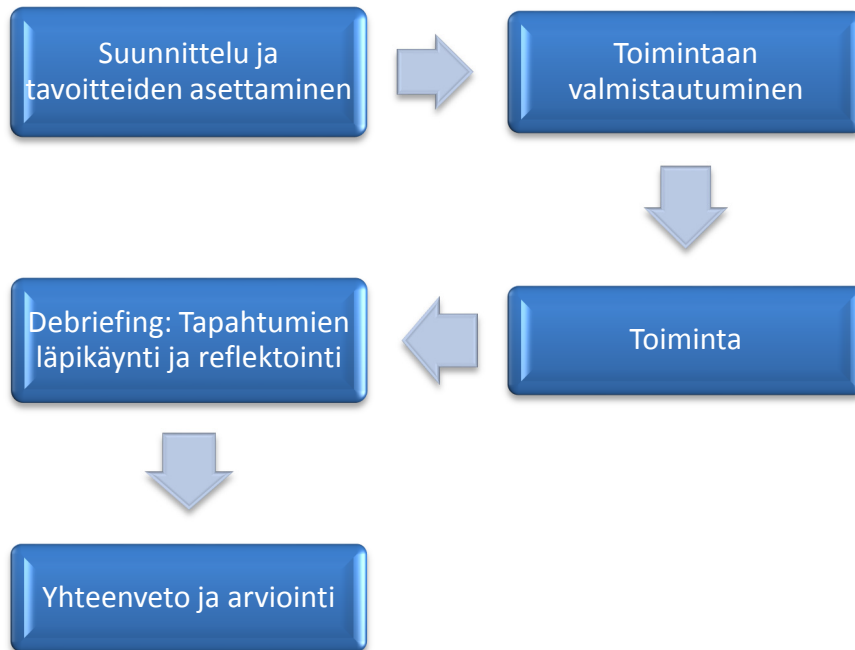 Suunnittelu ja
tavoitteiden asettaminen
Toimintaan
valmistautuminen
Toiminta
Debriefing: Tapahtumien
läpikäynti ja reflektointi
Yhteenveto ja arviointi